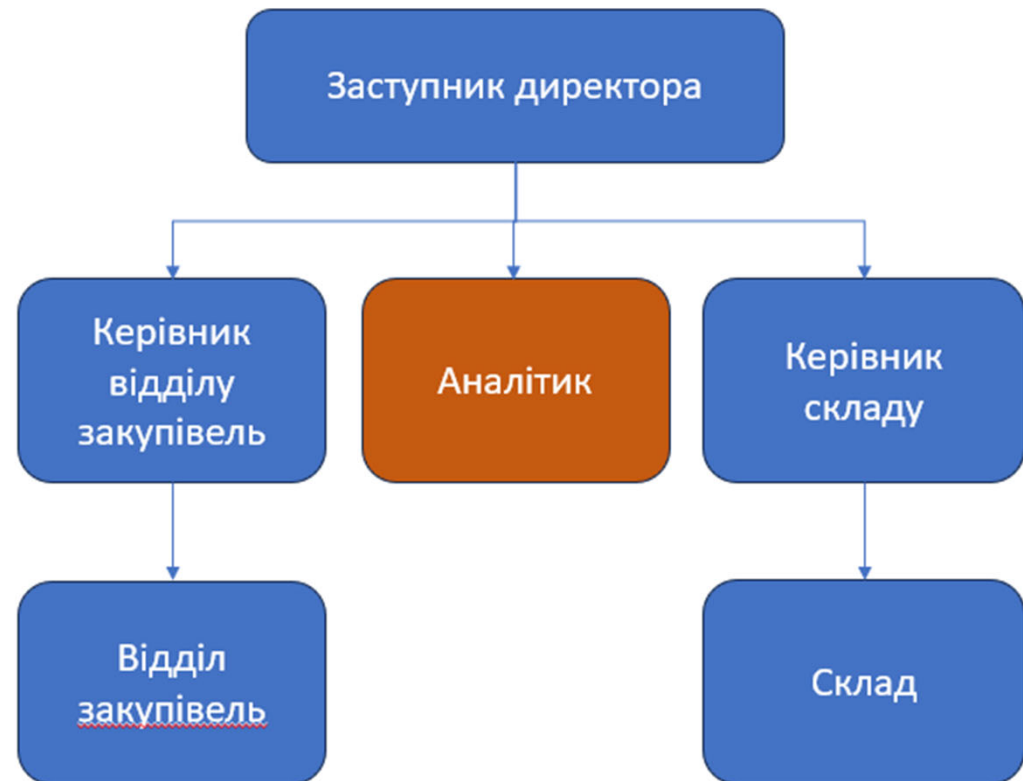 Заступник директора
Керівник
відділу
закупівель
Аналітик
Керівник
складу
Відділ
закупівель
Склад